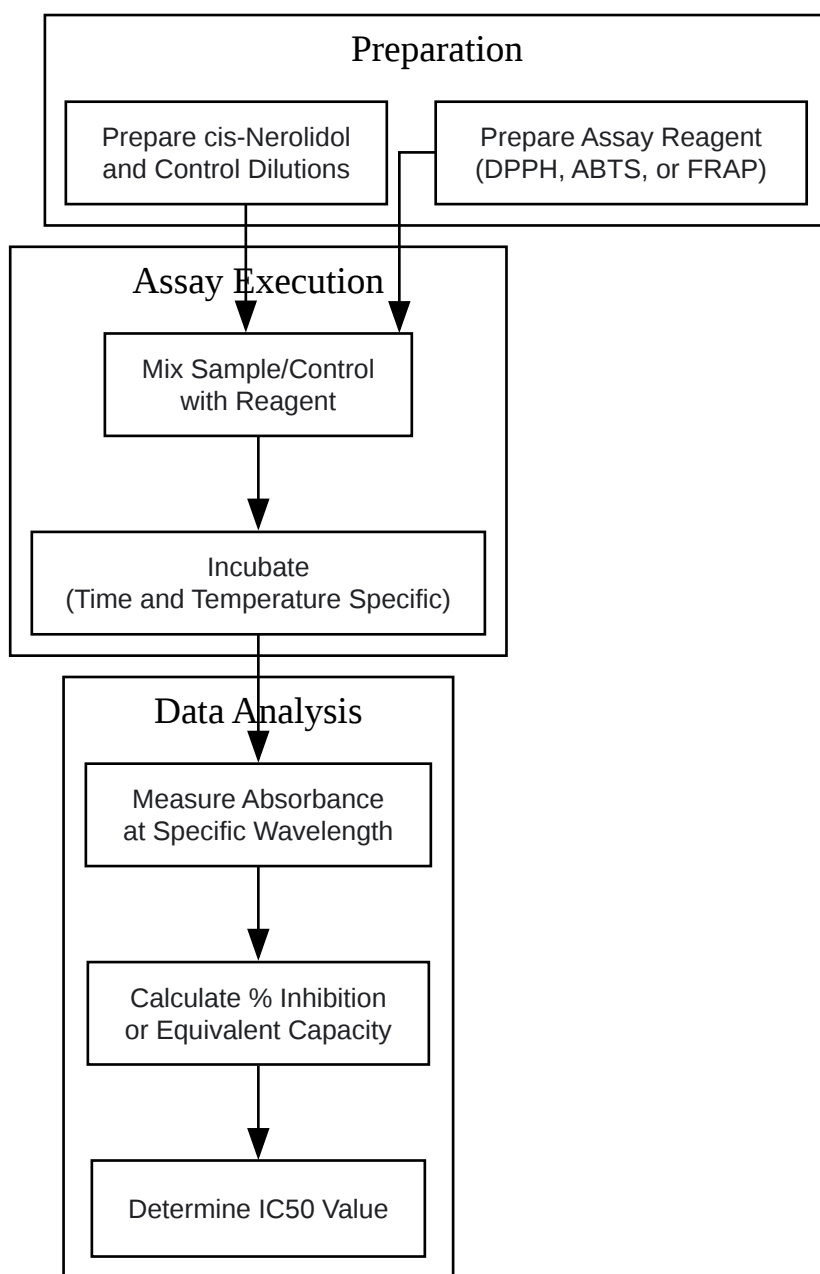 Preparation
Prepare cis-Nerolidol
and Control Dilutions
Prepare Assay Reagent
(DPPH, ABTS, or FRAP)
Assay Execution
Mix Sample/Control
with Reagent
Incubate
(Time and Temperature Specific)
Data Analysis
Measure Absorbance
at Specific Wavelength
Calculate % Inhibition
or Equivalent Capacity
Determine IC50 Value